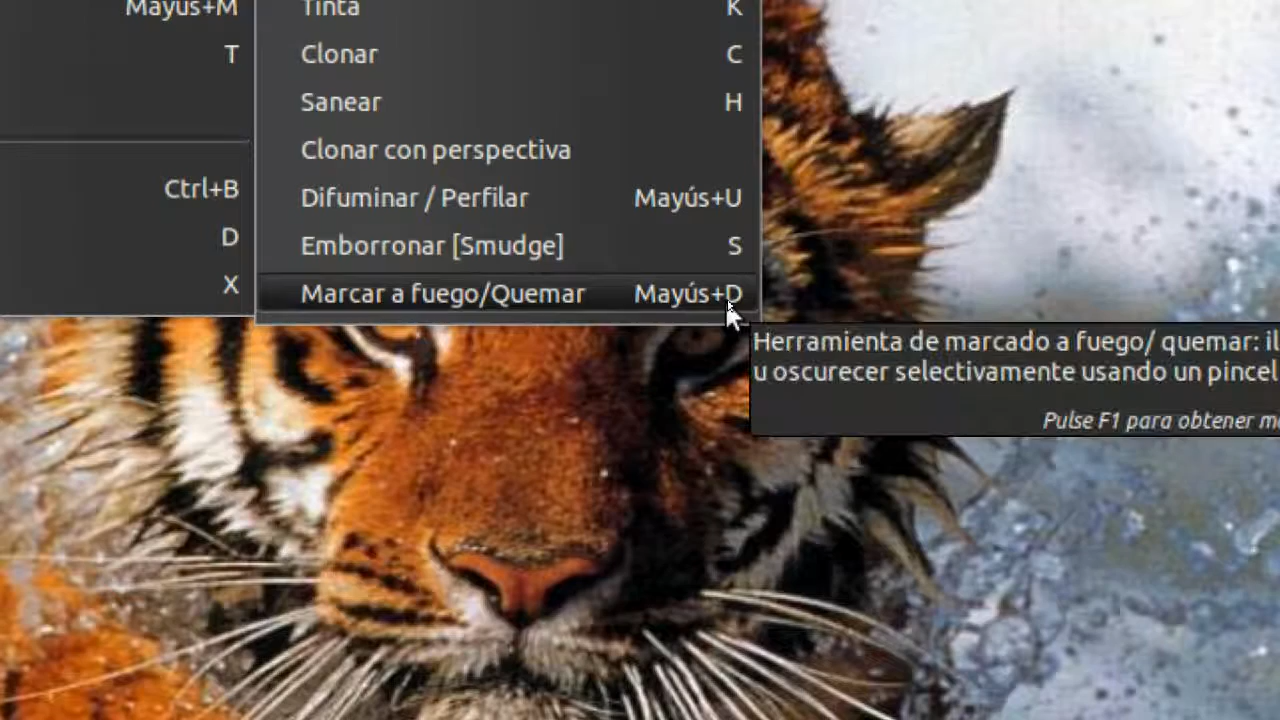 Mayús+M
T
Ctrl+B
D
X
Tinta K
Clonar C
Sanear H
Clonar con perspectiva
Difuminar / Perfilar Mayús+U
Emborronar [Smudge] S
Marcar a fuego/Quemar Mayús+D
Herramienta de marcado a fuego/ quemar: il
u oscurecer selectivamente usando un pincel
Pulse F1 para obtener m